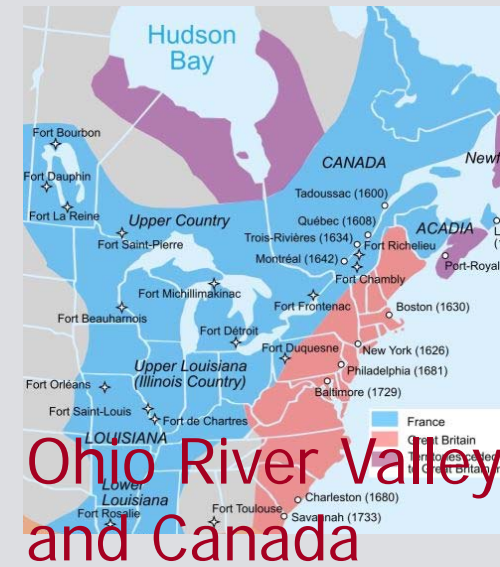 Hudson
Bay
Fort Bourbon
Fort Dauphin
Fort La Reine
CANADA
Tadoussac (1600)
Upper Country
Fort Saint-Pierre
Québec (1608)
Trois-Rivières (1634)
Fort Richelieu
ACADIA
Montréal (1642)
Port-Royal
Fort Chambly
Fort Michillimakinac
Fort Frontenac
Boston (1630)
Fort Beauharnois
Fort Détroit
Fort Duquesne
New York (1626)
Upper Louisiana
(Illinois Country)
Philadelphia (1681)
Fort Orléans
Baltimore (1729)
Fort Saint-Louis
Fort de Chartres
France
Great Britain
LOUISIANA
to Great Britain
Ohio River Valley
Lower
Louisiana
Fort Rosalie
Fort Toulouse
Charleston (1680)
Savannah (1733)
and Canada